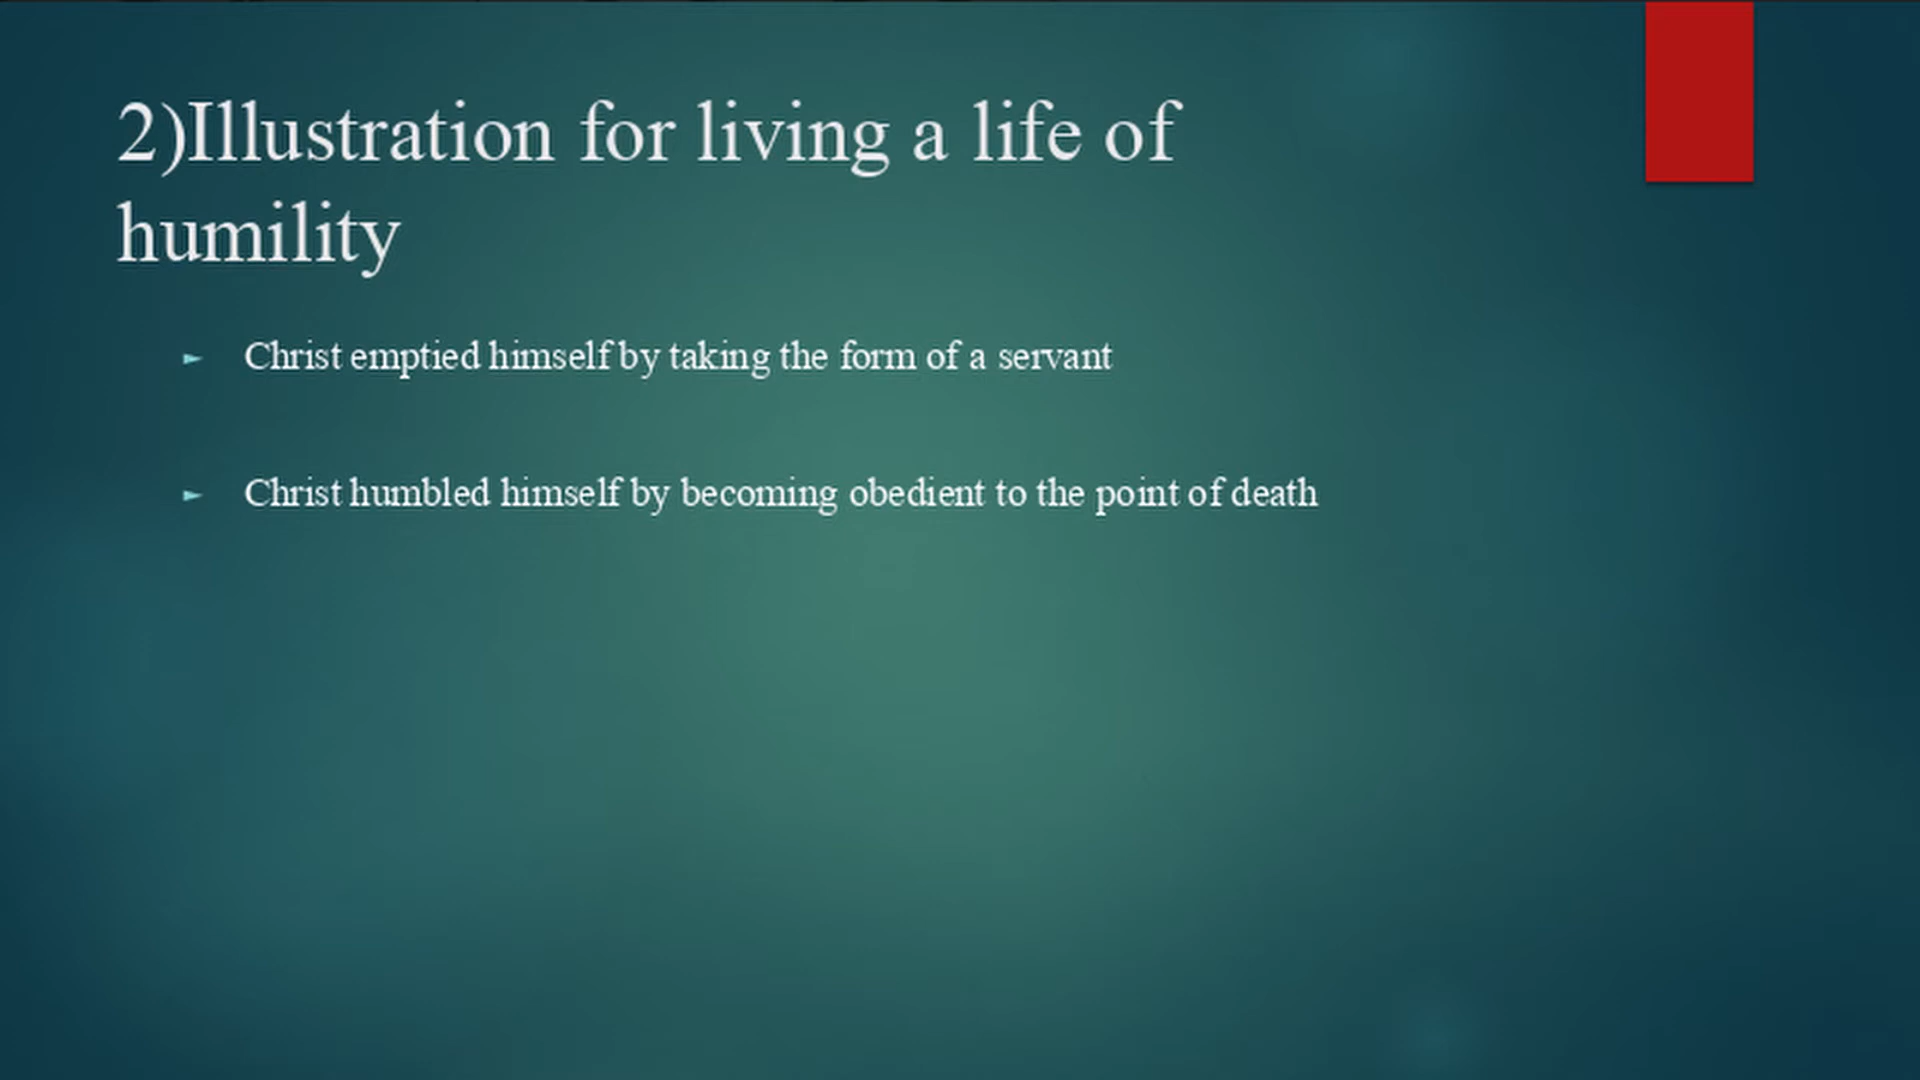 2)Illustration for living a life of
humility
► Christ emptied himself by taking the form of a servant
► Christ humbled himself by becoming obedient to the point of death